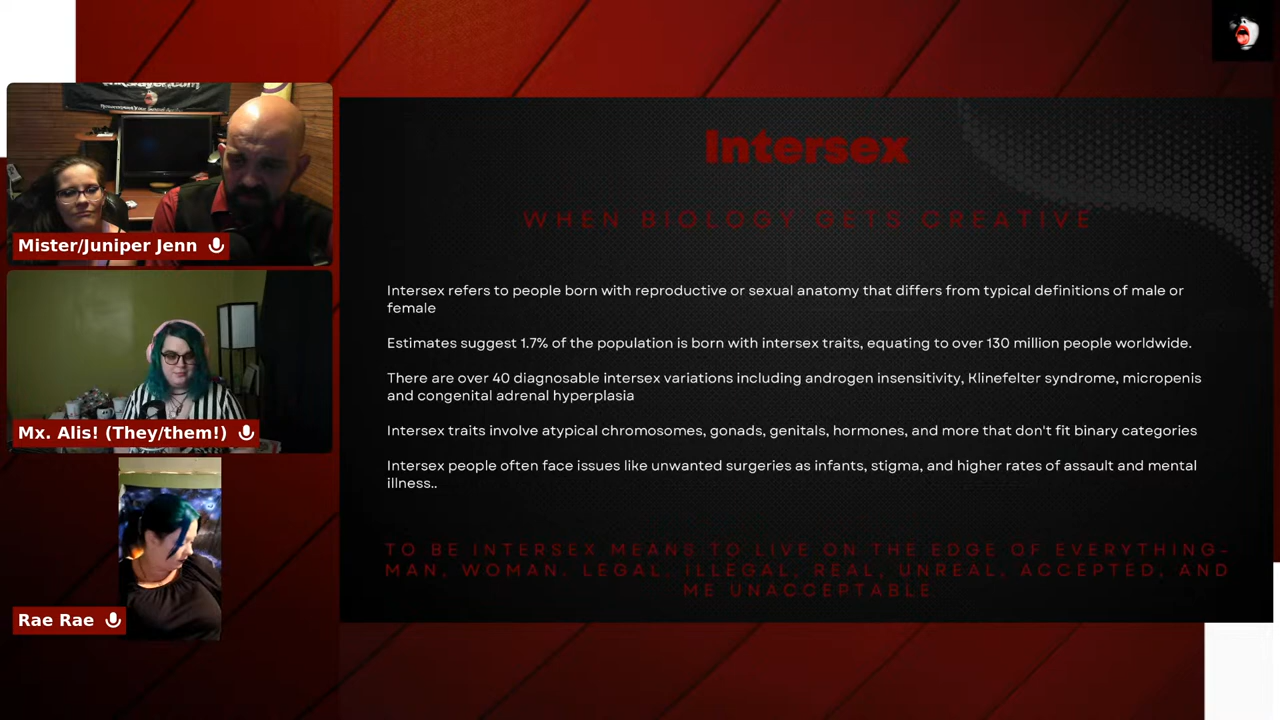 Mister/Juniper Jenn
Mx. Alis! (They/them!)
Rae Rae
Intersex
WHEN BIOLOGY GETS CREATIVE
Intersex refers to people born with reproductive or sexual anatomy that differs from typical definitions of male or
female
Estimates suggest 1.7% of the population is born with intersex traits, equating to over 130 million people worldwide.
There are over 40 diagnosable intersex variations including androgen insensitivity, Klinefelter syndrome, micropenis
and congenital adrenal hyperplasia
Intersex traits involve atypical chromosomes, gonads, genitals, hormones, and more that don't fit binary categories
Intersex people often face issues like unwanted surgeries as infants, stigma, and higher rates of assault and mental
illness..
TO BE INTERSEX MEANS TO LIVE ON THE EDGE OF EVERYTHING-
MAN, WOMAN. LEGAL, ILLEGAL, REAL, UNREAL, ACCEPTED, AND
ME UNACCEPTABLE